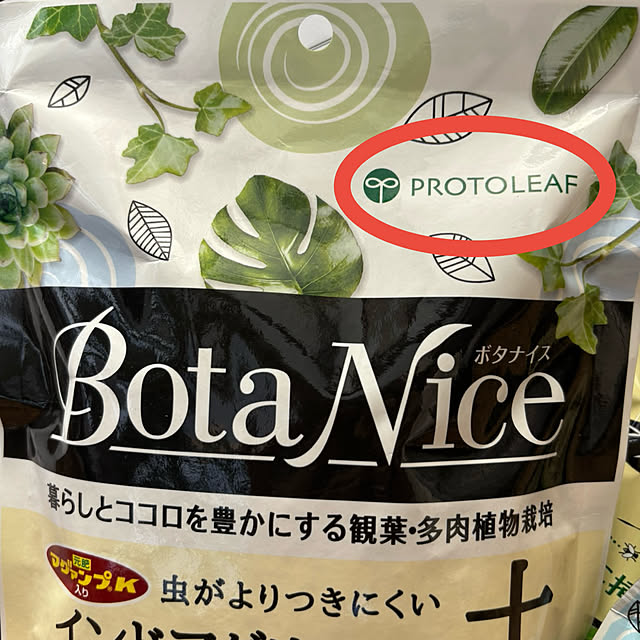 PROTOLEAF
ボタナイス
BotaNice
暮らしとココロを豊かにする観葉・多肉植物栽培
元肥
マグァンプK
入り
虫がよりつきにくい
土